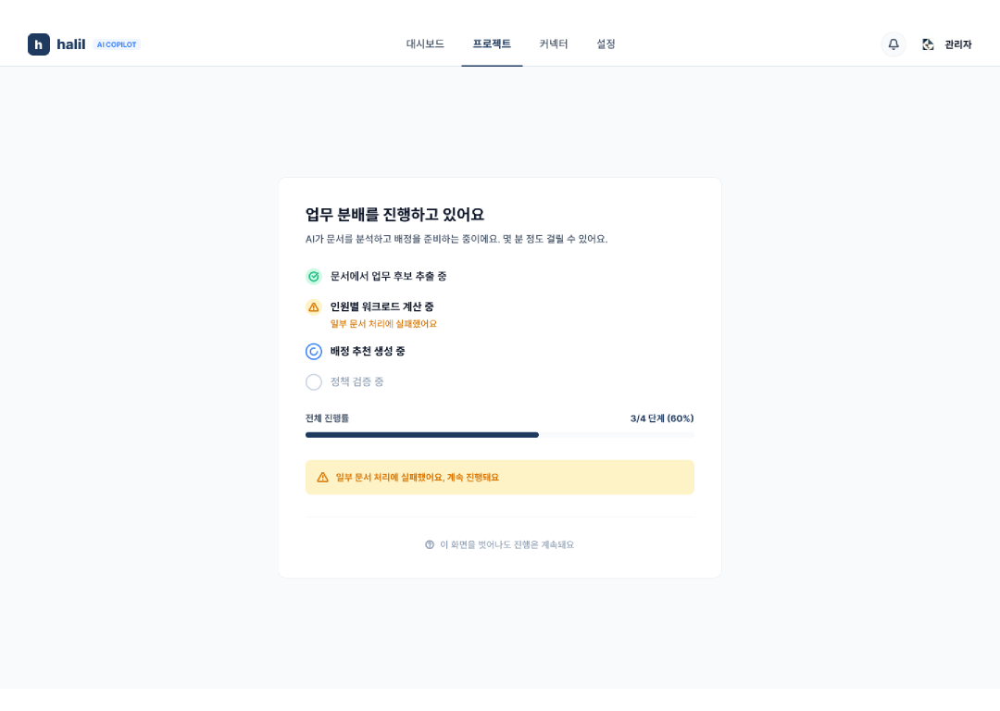 h halil AI COPILOT
대시보드 프로젝트 커넥터 설정
관리자
업무 분배를 진행하고 있어요
AI가 문서를 분석하고 배정을 준비하는 중이에요. 몇 분 정도 걸릴 수 있어요.
문서에서 업무 후보 추출 중
인원별 워크로드 계산 중
일부 문서 처리에 실패했어요
배정 추천 생성 중
정책 검증 중
전체 진행률 3/4 단계 (60%)
일부 문서 처리에 실패했어요, 계속 진행돼요
이 화면을 벗어나도 진행은 계속돼요